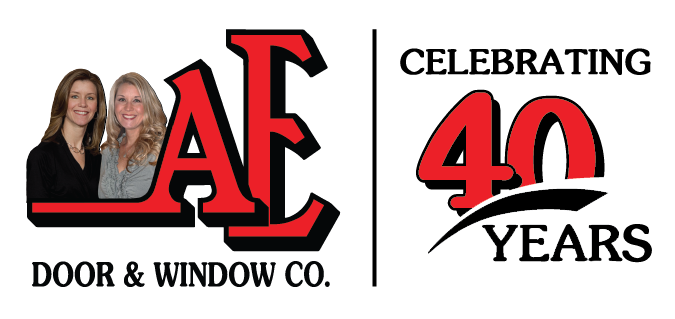 AE
DOOR & WINDOW CO.
CELEBRATING
40
YEARS